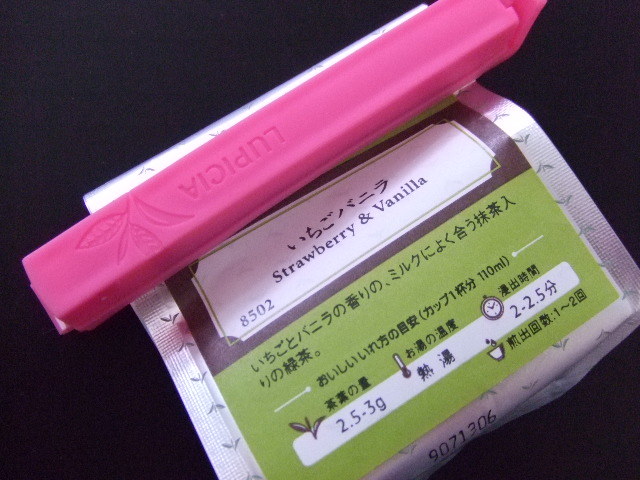 LUPICIA
いちごバニラ
Strawberry & Vanilla
8502
いちごとバニラの香りの、ミルクによく合う抹茶入
りの緑茶。
おいしいいれ方の目安(カップ1杯分 110ml)
茶葉の量
2.5-3g
お湯の温度
熱湯
浸出時間
2-2.5分
煎出回数:1〜2回
9071306